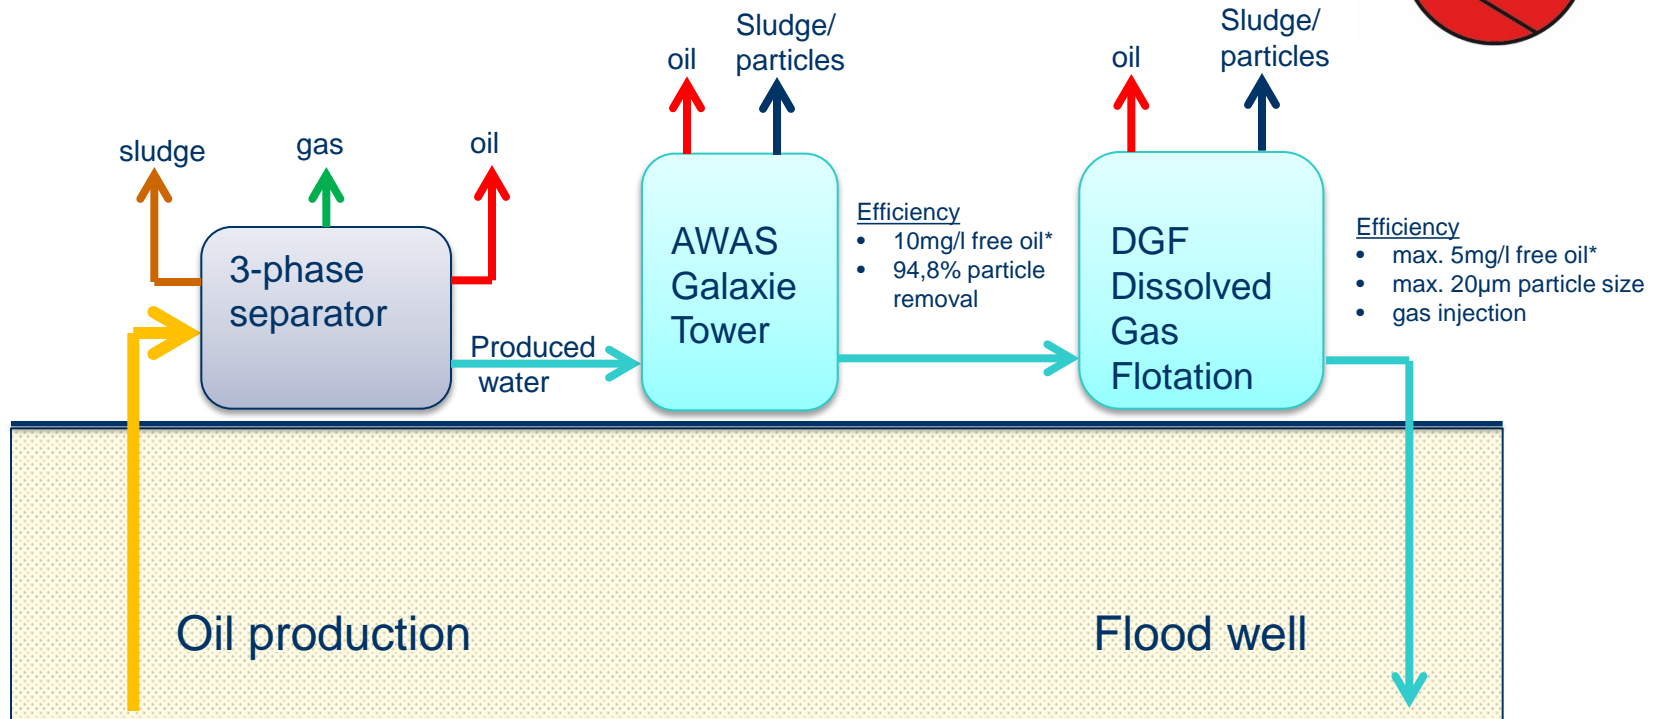 sludge
gas
oil
3-phase
separator
Produced
water
oil
Sludge/
particles
AWAS
Galaxie
Tower
Efficiency
• 10mg/l free oil*
• 94,8% particle
removal
oil
Sludge/
particles
DGF
Dissolved
Gas
Flotation
Efficiency
• max. 5mg/l free oil*
• max. 20µm particle size
• gas injection
Oil production
Flood well